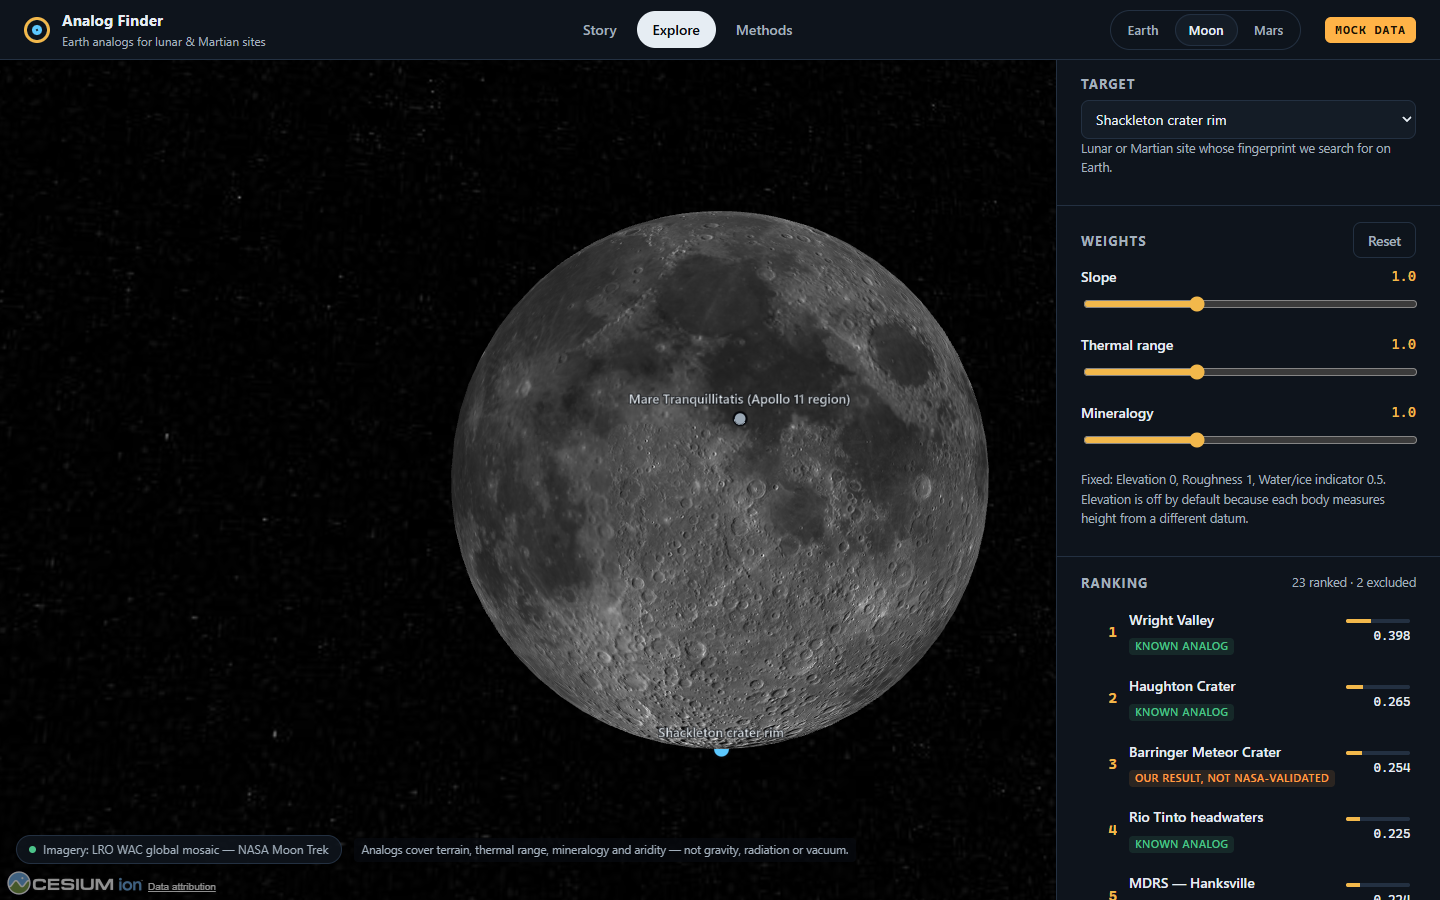 Analog Finder
Earth analogs for lunar & Martian sites
Story
Explore
Methods
Earth
Moon
Mars
MOCK DATA
TARGET
Shackleton crater rim
Lunar or Martian site whose fingerprint we search for on
Earth.
WEIGHTS
Reset
Slope
1.0
Thermal range
1.0
Mineralogy
1.0
Fixed: Elevation 0, Roughness 1, Water/ice indicator 0.5.
Elevation is off by default because each body measures
height from a different datum.
RANKING
23 ranked · 2 excluded
1
Wright Valley
KNOWN ANALOG
0.398
2
Haughton Crater
KNOWN ANALOG
0.265
3
Barringer Meteor Crater
OUR RESULT, NOT NASA-VALIDATED
0.254
4
Rio Tinto headwaters
KNOWN ANALOG
0.225
5
MDRS — Hanksville
0.224
Mare Tranquillitatis (Apollo 11 region)
Shackleton crater rim
Imagery: LRO WAC global mosaic — NASA Moon Trek
Analogs cover terrain, thermal range, mineralogy and aridity — not gravity, radiation or vacuum.
CESIUM ion
Data attribution